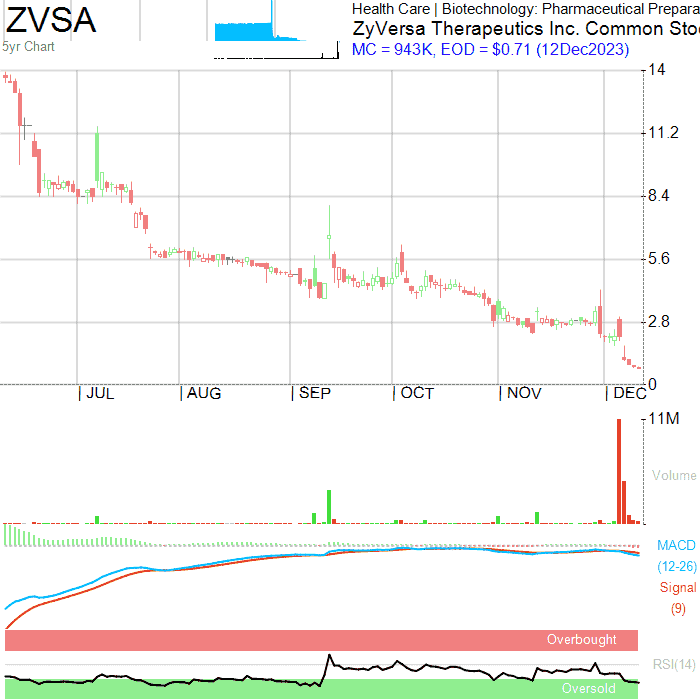 ZVSA
5yr Chart
Health Care | Biotechnology: Pharmaceutical Prepara
ZyVersa Therapeutics Inc. Common Sto
MC = 943K, EOD = $0.71 (12Dec2023)
14
11.2
8.4
5.6
2.8
0
| JUL | AUG | SEP | OCT | NOV | DEC
11M
Volume
MACD
(12-26)
Signal
(9)
Overbought
RSI(14)
Oversold